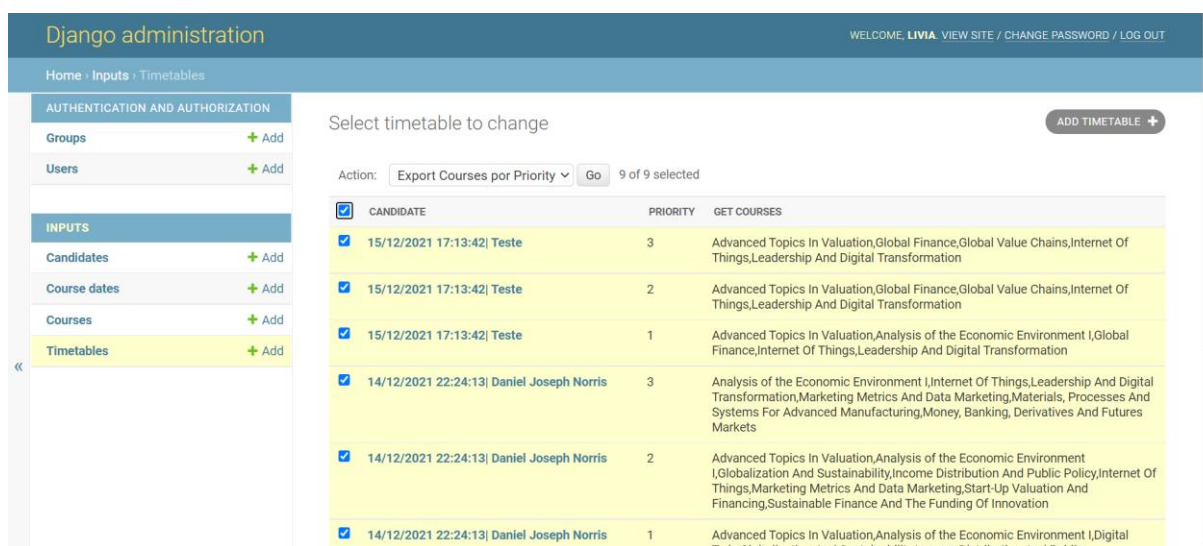 Django administration
WELCOME, LIVIA. VIEW SITE / CHANGE PASSWORD / LOG OUT
Home › Inputs › Timetables
AUTHENTICATION AND AUTHORIZATION
Groups + Add
Users + Add
INPUTS
Candidates + Add
Course dates + Add
Courses + Add
Timetables + Add
«
Select timetable to change
ADD TIMETABLE +
Action: Export Courses por Priority Go 9 of 9 selected
CANDIDATE PRIORITY GET COURSES
15/12/2021 17:13:42| Teste 3 Advanced Topics In Valuation,Global Finance,Global Value Chains,Internet Of
Things,Leadership And Digital Transformation
15/12/2021 17:13:42| Teste 2 Advanced Topics In Valuation,Global Finance,Global Value Chains,Internet Of
Things,Leadership And Digital Transformation
15/12/2021 17:13:42| Teste 1 Advanced Topics In Valuation,Analysis of the Economic Environment I,Global
Finance,Internet Of Things,Leadership And Digital Transformation
14/12/2021 22:24:13| Daniel Joseph Norris 3 Analysis of the Economic Environment I,Internet Of Things,Leadership And Digital
Transformation,Marketing Metrics And Data Marketing,Materials, Processes And
Systems For Advanced Manufacturing,Money, Banking, Derivatives And Futures
Markets
14/12/2021 22:24:13| Daniel Joseph Norris 2 Advanced Topics In Valuation,Analysis of the Economic Environment
I,Globalization And Sustainability,Income Distribution And Public Policy,Internet Of
Things,Marketing Metrics And Data Marketing,Start-Up Valuation And
Financing,Sustainable Finance And The Funding Of Innovation
14/12/2021 22:24:13| Daniel Joseph Norris 1 Advanced Topics In Valuation,Analysis of the Economic Environment I,Digital